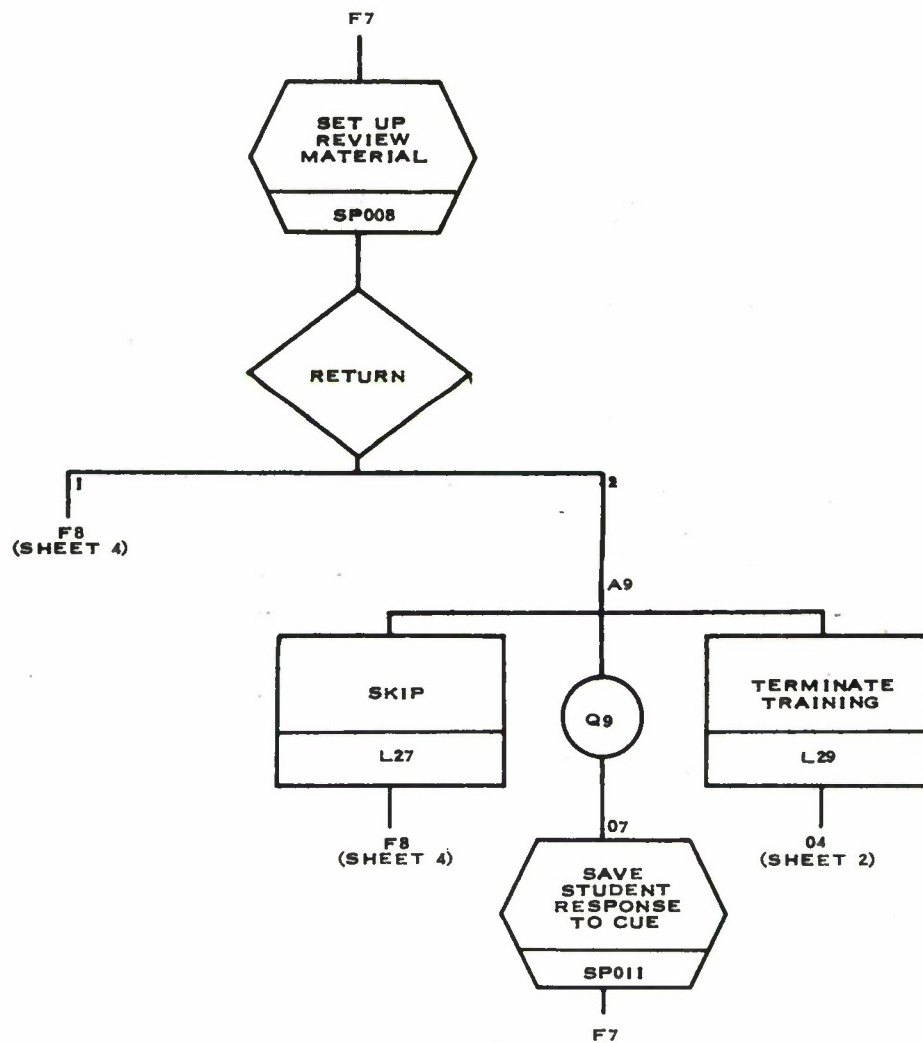 F7
SET UP
REVIEW
MATERIAL
SP008
RETURN
1
2
F8
(SHEET 4)
A9
SKIP
L27
F8
(SHEET 4)
Q9
07
SAVE
STUDENT
RESPONSE
TO CUE
SP011
F7
TERMINATE
TRAINING
L29
04
(SHEET 2)